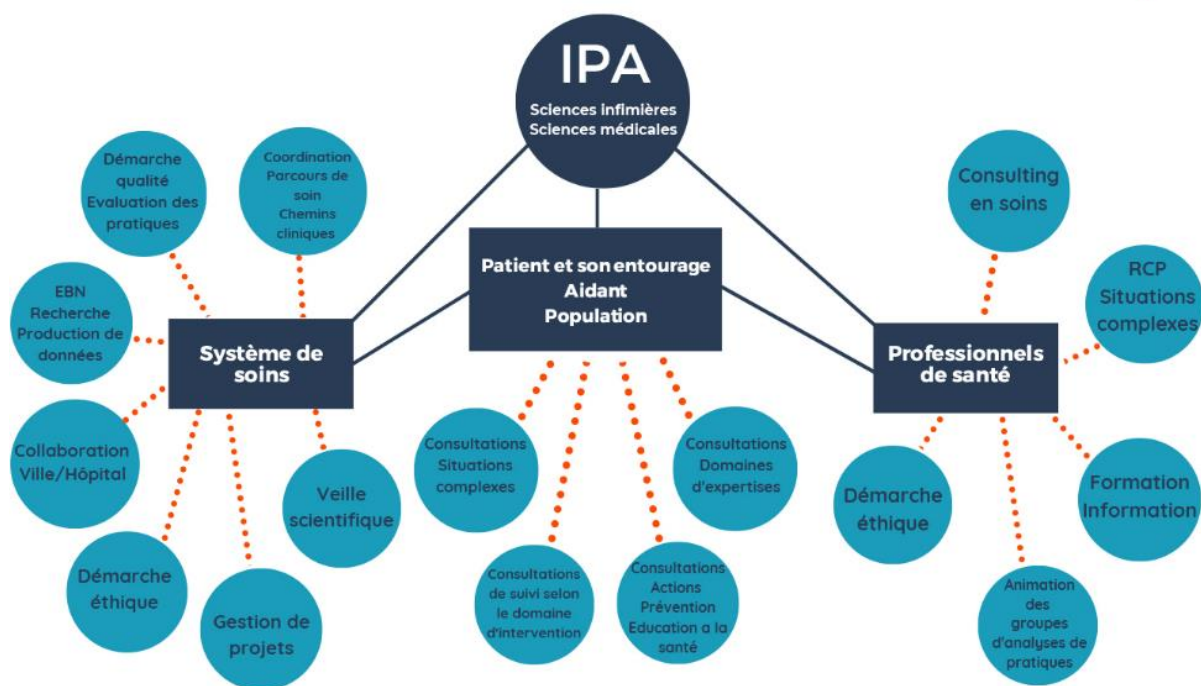 IPA
Sciences infimières
Sciences médicales
Démarche
qualité
Evaluation des
pratiques
Coordination
Parcours de
soin
Chemins
cliniques
EBN
Recherche
Production de
données
Système de
soins
Collaboration
Ville/Hôpital
Démarche
éthique
Gestion de
projets
Veille
scientifique
Patient et son entourage
Aidant
Population
Consultations
Situations
complexes
Consultations
de suivi selon
le domaine
d'intervention
Consultations
Actions
Prévention
Education a la
santé
Consultations
Domaines
d'expertises
Consulting
en soins
RCP
Situations
complexes
Professionnels
de santé
Démarche
éthique
Formation
Information
Animation
des
groupes
d'analyses de
pratiques